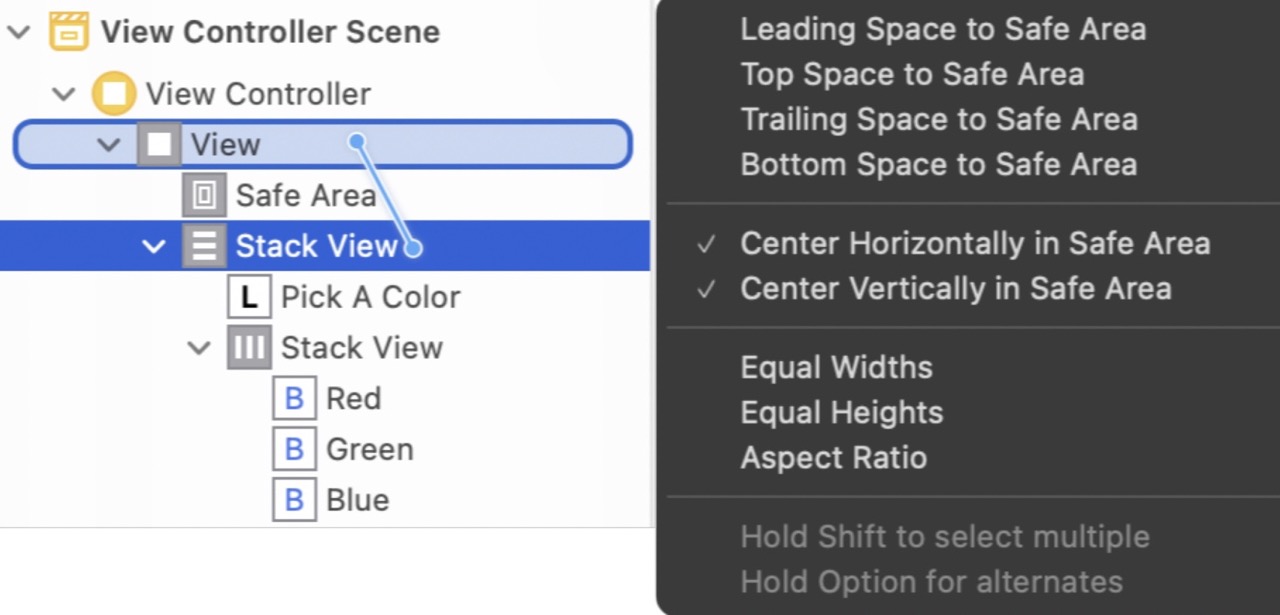 View Controller Scene
View Controller
View
Safe Area
Stack View
L Pick A Color
Stack View
B Red
B Green
B Blue
Leading Space to Safe Area
Top Space to Safe Area
Trailing Space to Safe Area
Bottom Space to Safe Area
✓ Center Horizontally in Safe Area
✓ Center Vertically in Safe Area
Equal Widths
Equal Heights
Aspect Ratio
Hold Shift to select multiple
Hold Option for alternates